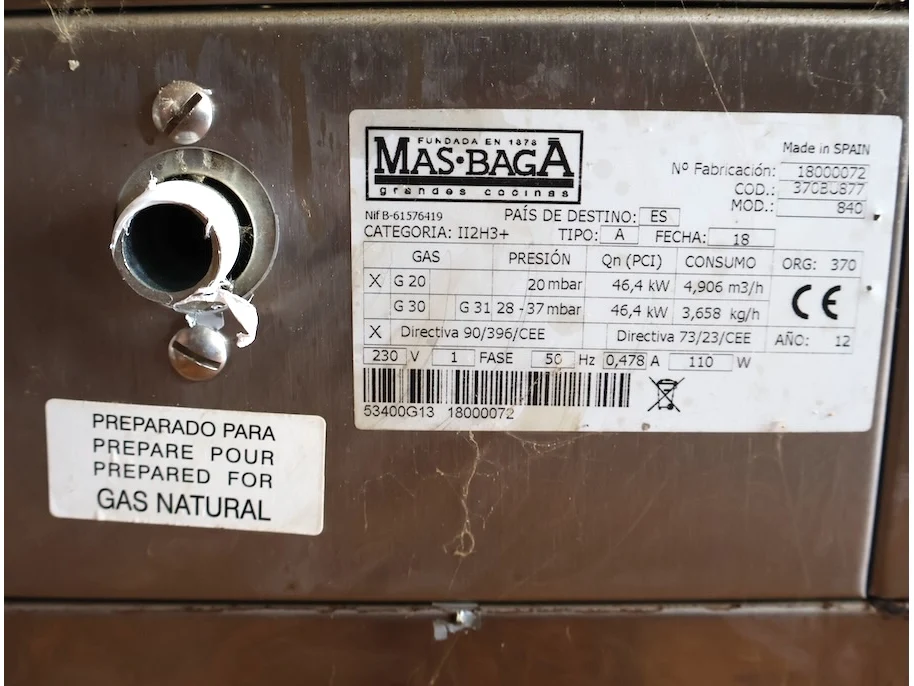 FUNDADA EN 1878
MAS·BAGĀ
grandes cocinas
Made in SPAIN
Nº Fabricación: 18000072
COD.: 370B0877
MOD.: 840
Nif B-61576419 PAÍS DE DESTINO: ES
CATEGORIA: II2H3+ TIPO: A FECHA: 18
GAS PRESIÓN Qn (PCI) CONSUMO ORG: 370
X G 20 20 mbar 46,4 kW 4,906 m3/h
G 30 G 31 28 - 37 mbar 46,4 kW 3,658 kg/h
CE
X Directiva 90/396/CEE Directiva 73/23/CEE AÑO: 12
230 V 1 FASE 50 Hz 0,478 A 110 W
53400G13 18000072
PREPARADO PARA
PREPARE POUR
PREPARED FOR
GAS NATURAL